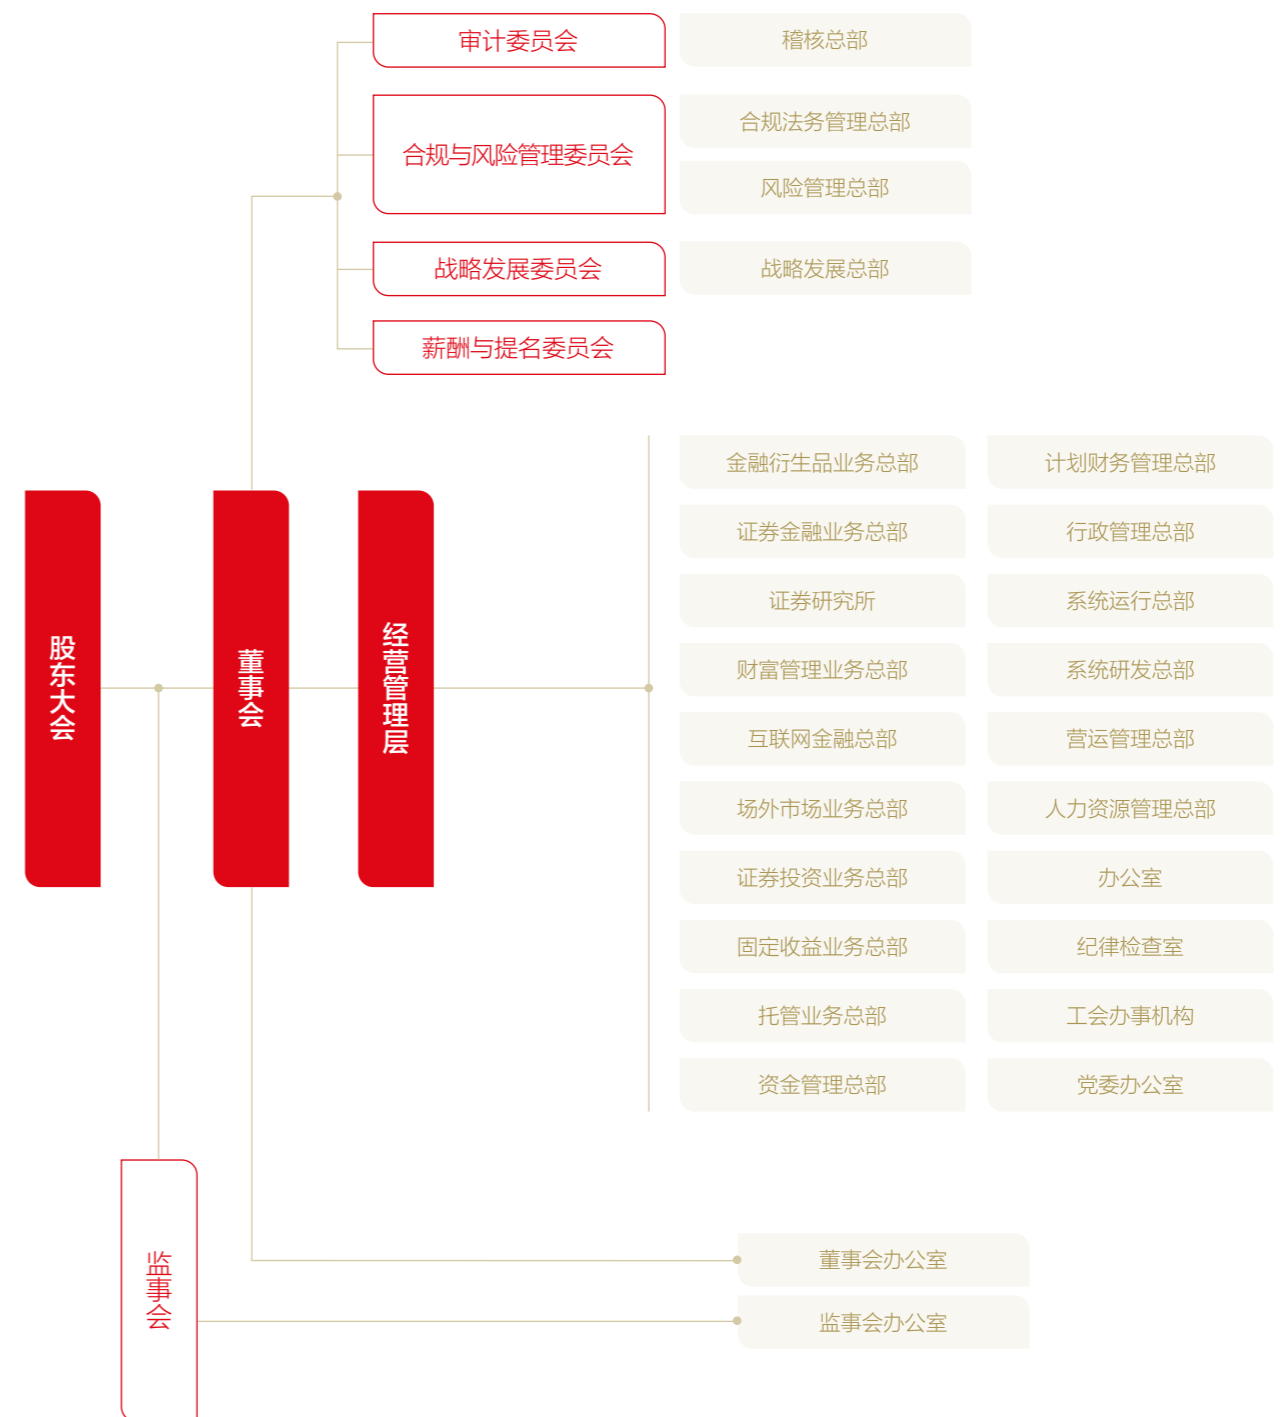 审计委员会
稽核总部
合规与风险管理委员会
合规法务管理总部
风险管理总部
战略发展委员会
战略发展总部
薪酬与提名委员会
股东大会
董事会
经营管理层
金融衍生品业务总部
计划财务管理总部
证券金融业务总部
行政管理总部
证券研究所
系统运行总部
财富管理业务总部
系统研发总部
互联网金融总部
营运管理总部
场外市场业务总部
人力资源管理总部
证券投资业务总部
办公室
固定收益业务总部
纪律检查室
托管业务总部
工会办事机构
资金管理总部
党委办公室
监事会
董事会办公室
监事会办公室